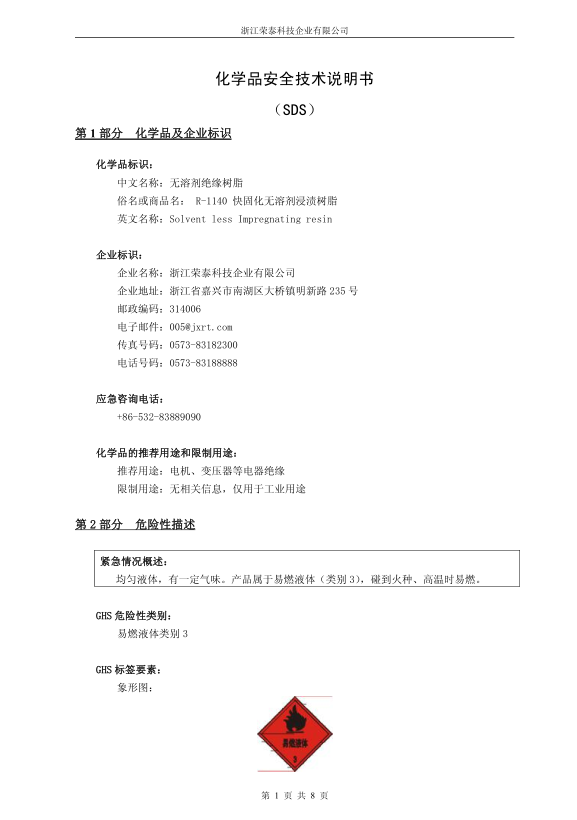 浙江荣泰科技企业有限公司
化学品安全技术说明书
（SDS）
第 1 部分　化学品及企业标识
化学品标识：
中文名称：无溶剂绝缘树脂
俗名或商品名： R-1140 快固化无溶剂浸渍树脂
英文名称：Solvent less Impregnating resin
企业标识：
企业名称：浙江荣泰科技企业有限公司
企业地址：浙江省嘉兴市南湖区大桥镇明新路 235 号
邮政编码：314006
电子邮件：005@jxrt.com
传真号码：0573-83182300
电话号码：0573-83188888
应急咨询电话：
+86-532-83889090
化学品的推荐用途和限制用途：
推荐用途：电机、变压器等电器绝缘
限制用途：无相关信息，仅用于工业用途
第 2 部分　危险性描述
紧急情况概述：
均匀液体，有一定气味。产品属于易燃液体（类别 3），碰到火种、高温时易燃。
GHS 危险性类别：
易燃液体类别 3
GHS 标签要素：
象形图：
易燃液体
3
第 1 页 共 8 页